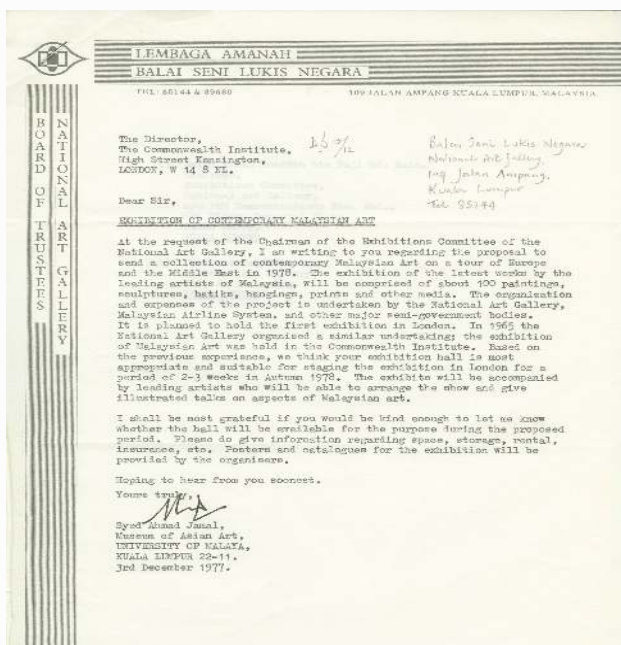 LEMBAGA AMANAH
BALAI SENI LUKIS NEGARA
TEL: 85144 & 89660 109 JALAN AMPANG KUALA LUMPUR, MALAYSIA.
BOARD OF TRUSTEES
NATIONAL ART GALLERY
The Director,
The Commonwealth Institute,
High Street Kensington,
LONDON, W 14 8 NL.
Balai Seni Lukis Negara
National Art Gallery,
109 Jalan Ampang,
Kuala Lumpur
Tel 85144
Dear Sir,
EXHIBITION OF CONTEMPORARY MALAYSIAN ART
At the request of the Chairman of the Exhibitions Committee of the
National Art Gallery, I am writing to you regarding the proposal to
send a collection of contemporary Malaysian Art on a tour of Europe
and the Middle East in 1978. The exhibition of the latest works by the
leading artists of Malaysia, will be comprised of about 100 paintings,
sculptures, batiks, hangings, prints and other media. The organization
and expenses of the project is undertaken by the National Art Gallery,
Malaysian Airline System, and other major semi-government bodies.
It is planned to hold the first exhibition in London. In 1965 the
National Art Gallery organised a similar undertaking; the exhibition
of Malaysian Art was held in the Commonwealth Institute. Based on
the previous experience, we think your exhibition hall is most
appropriate and suitable for staging the exhibition in London for a
period of 2-3 weeks in Autumn 1978. The exhibits will be accompanied
by leading artists who will be able to arrange the show and give
illustrated talks on aspects of Malaysian art.
I shall be most grateful if you would be kind enough to let me know
whether the hall will be available for the purpose during the proposed
period. Please do give information regarding space, storage, rental,
insurance, etc. Posters and catalogues for the exhibition will be
provided by the organisers.
Hoping to hear from you soonest.
Yours truly,
Syed Ahmad Jamal,
Museum of Asian Art,
UNIVERSITY OF MALAYA,
KUALA LUMPUR 22-11.
3rd December 1977.